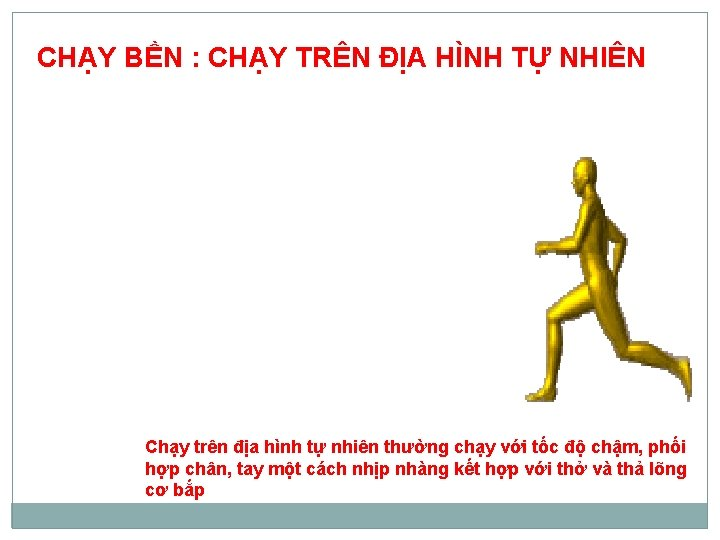 CHẠY BỀN : CHẠY TRÊN ĐỊA HÌNH TỰ NHIÊN
Chạy trên địa hình tự nhiên thường chạy với tốc độ chậm, phối
hợp chân, tay một cách nhịp nhàng kết hợp với thở và thả lõng
cơ bắp